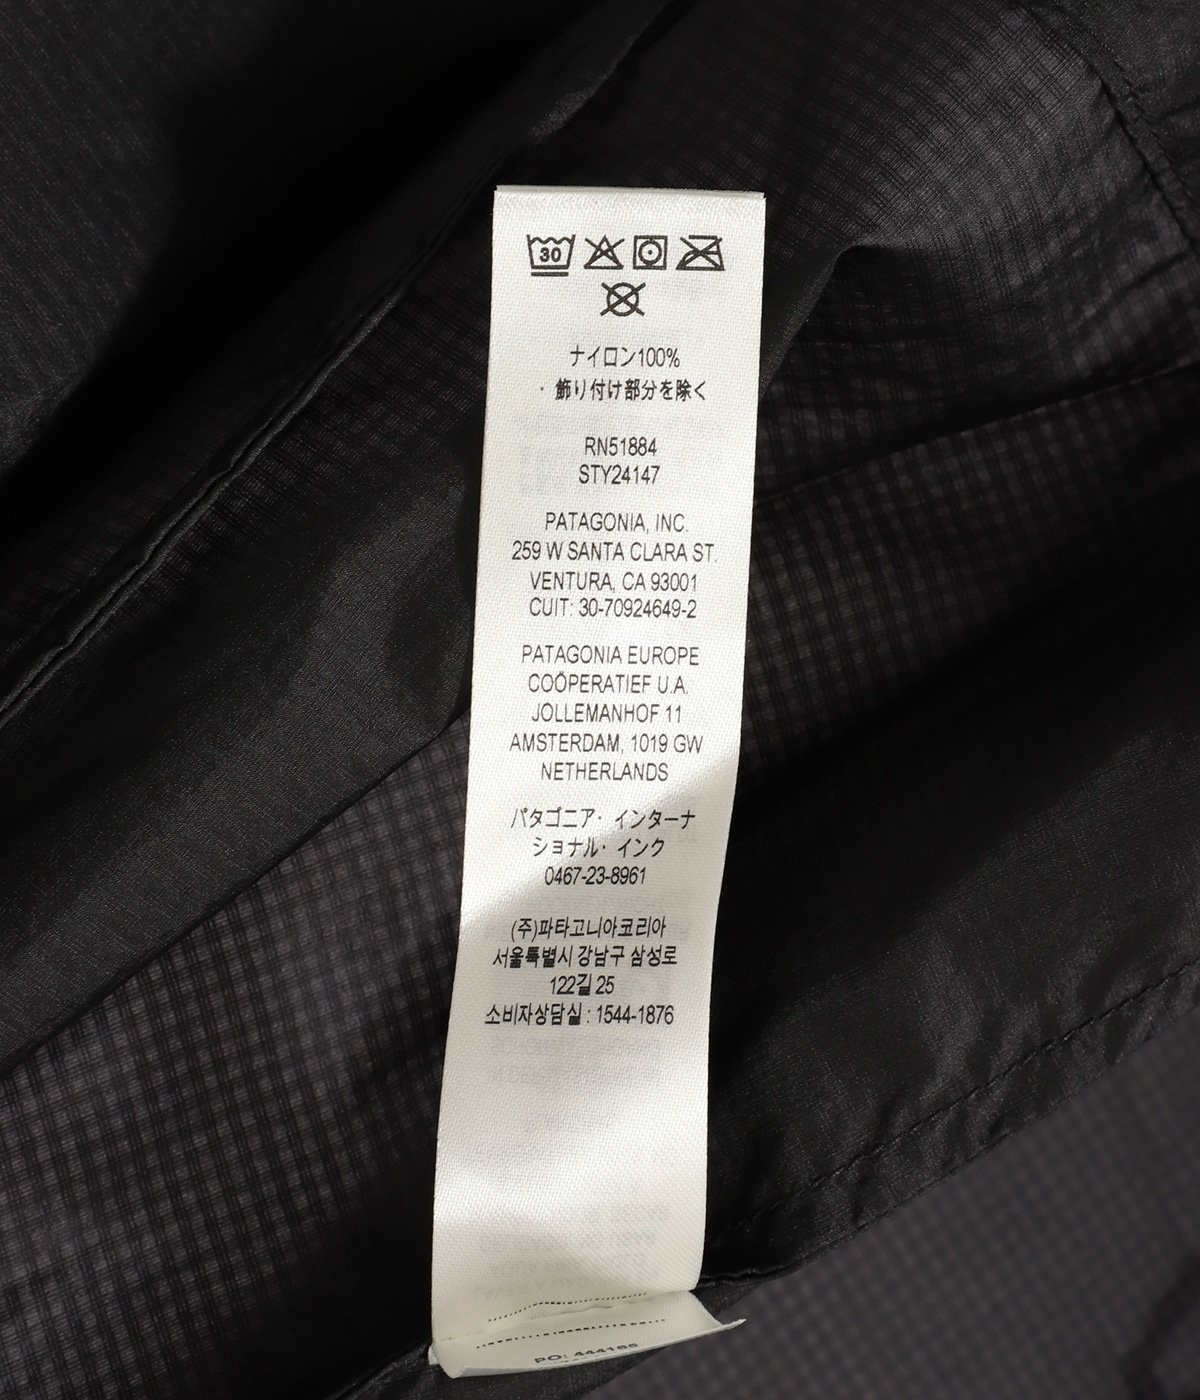 30
ナイロン100%
・飾り付け部分を除く
RN51884
STY24147
PATAGONIA, INC.
259 W SANTA CLARA ST.
VENTURA, CA 93001
CUIT: 30-70924649-2
PATAGONIA EUROPE
COÖPERATIEF U.A.
JOLLEMANHOF 11
AMSTERDAM, 1019 GW
NETHERLANDS
パタゴニア・インターナ
ショナル・インク
0467-23-8961
(주)파타고니아코리아
서울특별시 강남구 삼성로
122길 25
소비자상담실 : 1544-1876
PO: